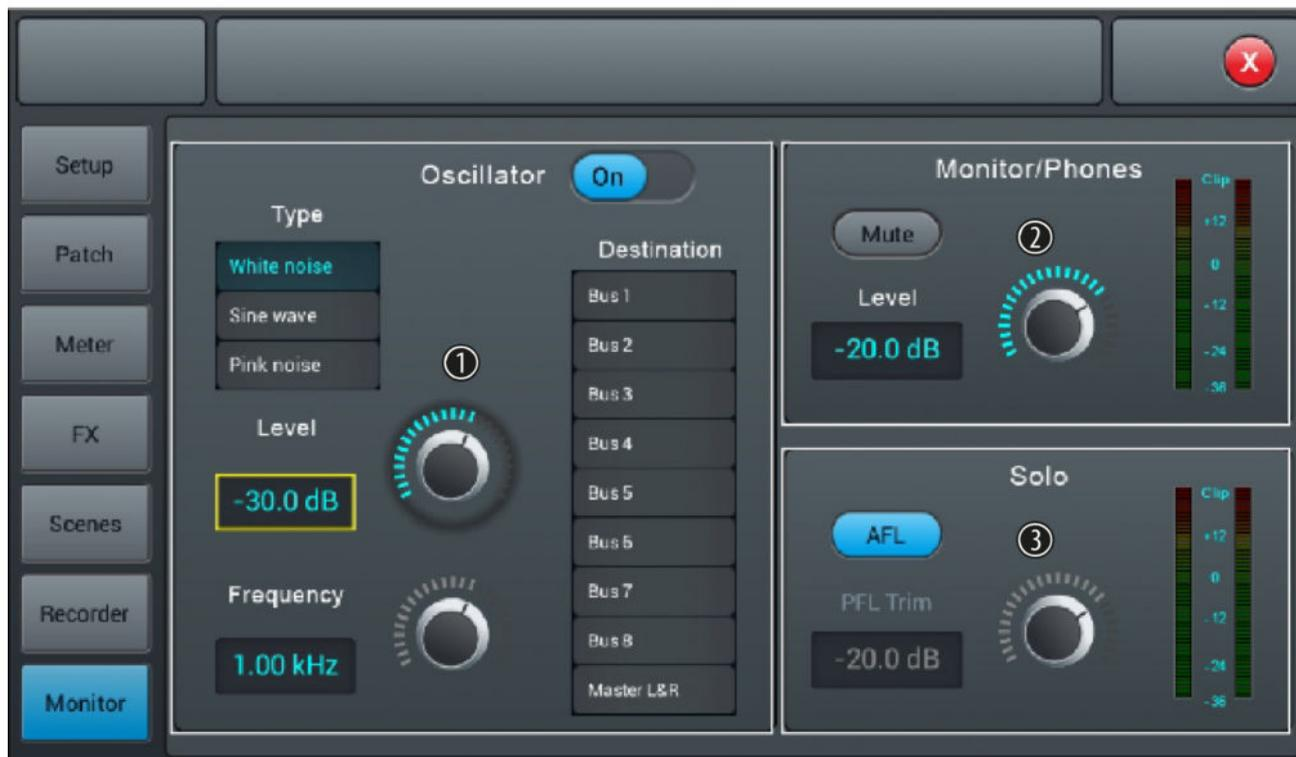 X
Setup
Patch
Meter
FX
Scenes
Recorder
Monitor
Oscillator On
Type
White noise
Sine wave
Pink noise
①
Level
-30.0 dB
Frequency
1.00 kHz
Destination
Bus 1
Bus 2
Bus 3
Bus 4
Bus 5
Bus 6
Bus 7
Bus 8
Master L&R
Monitor/Phones
Mute
②
Level
-20.0 dB
Clip
+12
0
-12
-24
-36
Solo
AFL
③
PFL Trim
-20.0 dB
Clip
+12
0
-12
-24
-36